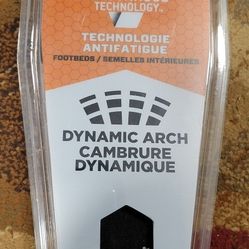 TECHNOLOGY®
TECHNOLOGIE
ANTIFATIGUE
FOOTBEDS / SEMELLES INTÉRIEURES
DYNAMIC ARCH
CAMBRURE
DYNAMIQUE